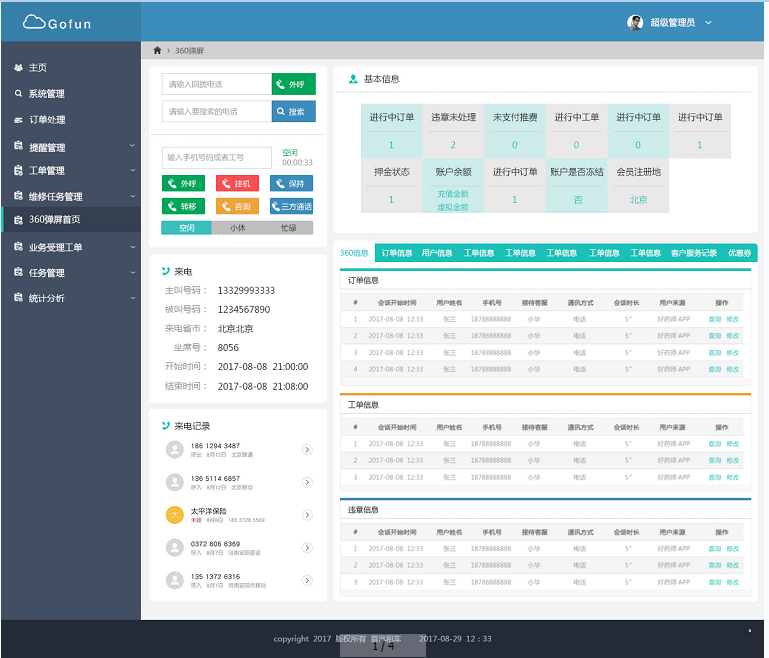 Gofun
超级管理员
主页
系统管理
订单处理
提醒管理
工单管理
维修任务管理
360弹屏首页
业务受理工单
任务管理
统计分析
360弹屏
请输入回拨电话 外呼
请输入要搜索的电话 搜索
请输入手机号码或者工号 空闲
00:00:33
外呼 挂机 保持
转移 咨询 三方通话
空闲 小休 忙碌
来电
主叫号码： 13329993333
被叫号码： 1234567890
来电省市： 北京北京
坐席号： 8056
开始时间： 2017-08-08 21:00:00
结束时间： 2017-08-08 21:08:00
来电记录
186 1294 3487
呼出 8月12日 北京联通
136 5114 6857
呼入 8月12日 北京移动
太平洋保险
未接 8月8日 183 3728 5589
0372 806 6369
呼入 8月7日 河南安阳固话
135 1372 6316
呼入 8月7日 河南安阳市移动
基本信息
进行中订单 违章未处理 未支付推费 进行中工单 进行中订单 进行中订单
1 2 0 0 0 1
押金状态 账户余额 进行中订单 账户是否冻结 会员注册地
1 充值金额 1 否 北京
虚拟金额
360信息 订单信息 用户信息 工单信息 工单信息 工单信息 工单信息 工单信息 客户服务记录 优惠券
订单信息
# 会话开始时间 用户姓名 手机号 接待客服 通讯方式 会话时长 用户来源 操作
1 2017-08-08 12:33 张三 18788888888 小华 电话 5" 好药师 APP 查询 修改
2 2017-08-08 12:33 张三 18788888888 小华 电话 5" 好药师 APP 查询 修改
3 2017-08-08 12:33 张三 18788888888 小华 电话 5" 好药师 APP 查询 修改
4 2017-08-08 12:33 张三 18788888888 小华 电话 5" 好药师 APP 查询 修改
工单信息
# 会话开始时间 用户姓名 手机号 接待客服 通讯方式 会话时长 用户来源 操作
1 2017-08-08 12:33 张三 18788888888 小华 电话 5" 好药师 APP 查询 修改
2 2017-08-08 12:33 张三 18788888888 小华 电话 5" 好药师 APP 查询 修改
3 2017-08-08 12:33 张三 18788888888 小华 电话 5" 好药师 APP 查询 修改
违章信息
# 会话开始时间 用户姓名 手机号 接待客服 通讯方式 会话时长 用户来源 操作
1 2017-08-08 12:33 张三 18788888888 小华 电话 5" 好药师 APP 查询 修改
2 2017-08-08 12:33 张三 18788888888 小华 电话 5" 好药师 APP 查询 修改
3 2017-08-08 12:33 张三 18788888888 小华 电话 5" 好药师 APP 查询 修改
copyright 2017 版权所有 首汽租车 2017-08-29 12：33
1 / 4